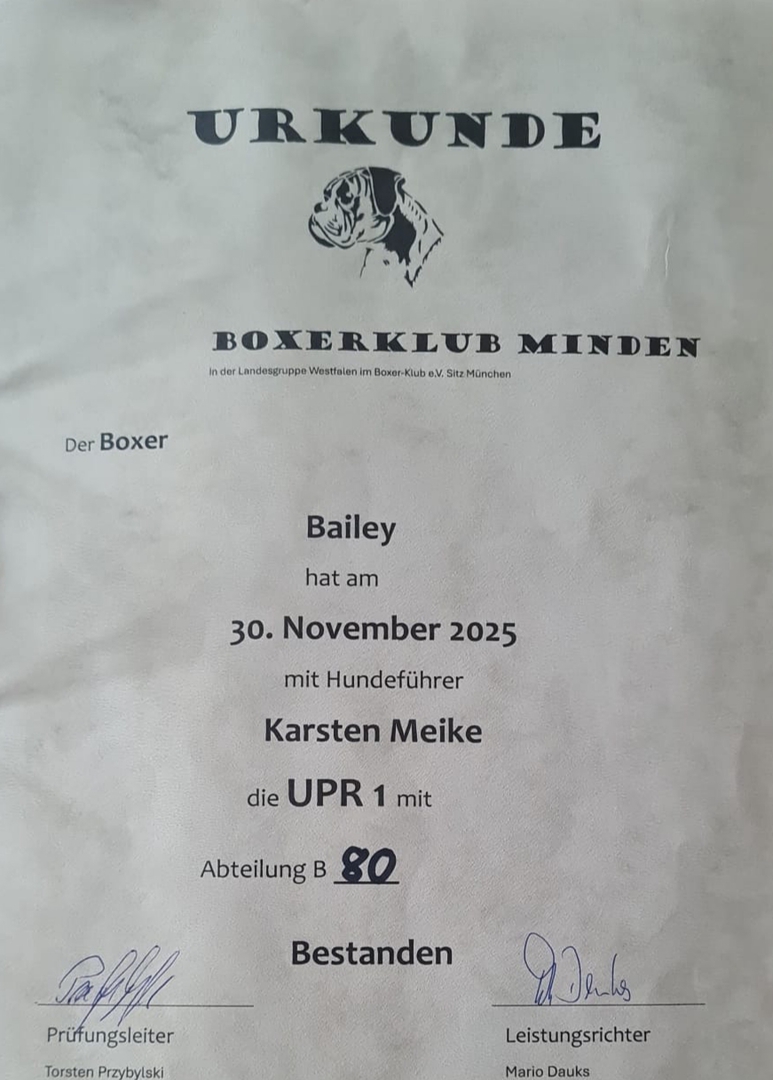 URKUNDE
BOXERKLUB MINDEN
In der Landesgruppe Westfalen im Boxer-Klub e.V. Sitz München
Der Boxer
Bailey
hat am
30. November 2025
mit Hundeführer
Karsten Meike
die UPR 1 mit
Abteilung B 80
Bestanden
Prüfungsleiter
Leistungsrichter
Torsten Przybylski
Mario Dauks